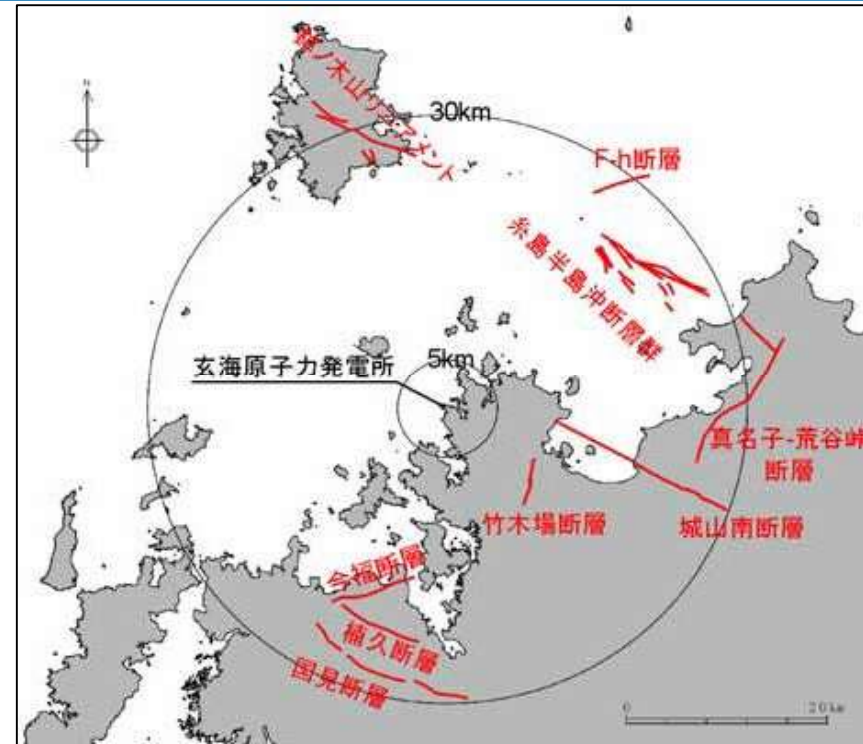 N
30km
F-h断層
糸島半島沖断層群
5km
玄海原子力発電所
真名子-荒谷峠
断層
竹木場断層
城山南断層
今福断層
楠久断層
国見断層
0
20km